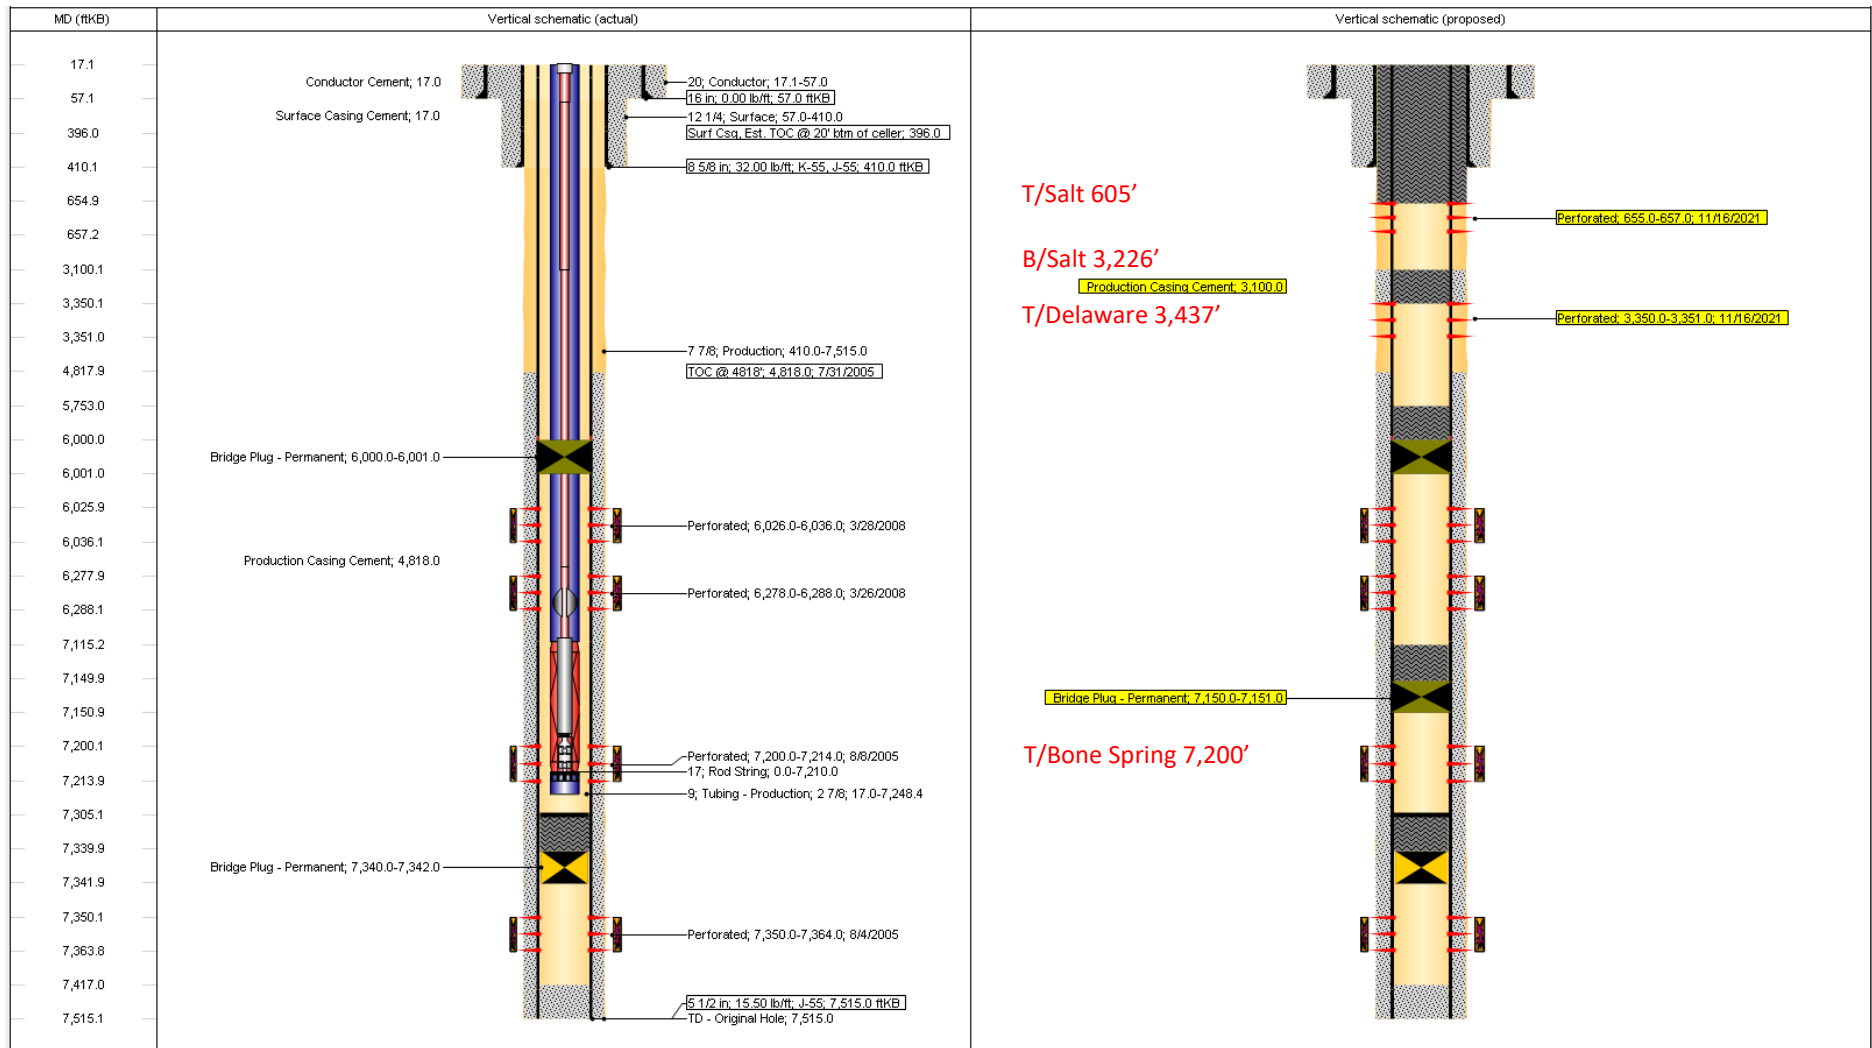 MD (ftKB)
Vertical schematic (actual)
Vertical schematic (proposed)
17.1
57.1
396.0
410.1
654.9
657.2
3,100.1
3,350.1
3,351.0
4,817.9
5,753.0
6,000.0
6,001.0
6,025.9
6,036.1
6,277.9
6,288.1
7,115.2
7,149.9
7,150.9
7,200.1
7,213.9
7,305.1
7,339.9
7,341.9
7,350.1
7,363.8
7,417.0
7,515.1
Conductor Cement; 17.0
Surface Casing Cement; 17.0
Bridge Plug - Permanent; 6,000.0-6,001.0
Production Casing Cement; 4,818.0
Bridge Plug - Permanent; 7,340.0-7,342.0
20; Conductor; 17.1-57.0
16 in; 0.00 lb/ft; 57.0 ftKB
12 1/4; Surface; 57.0-410.0
Surf Csg, Est. TOC @ 20' btm of celler; 396.0
8 5/8 in; 32.00 lb/ft; K-55, J-55; 410.0 ftKB
7 7/8; Production; 410.0-7,515.0
TOC @ 4818'; 4,818.0; 7/31/2005
Perforated; 6,026.0-6,036.0; 3/28/2008
Perforated; 6,278.0-6,288.0; 3/26/2008
Perforated; 7,200.0-7,214.0; 8/8/2005
17; Rod String; 0.0-7,210.0
9; Tubing - Production; 2 7/8; 17.0-7,248.4
Perforated; 7,350.0-7,364.0; 8/4/2005
5 1/2 in; 15.50 lb/ft; J-55; 7,515.0 ftKB
TD - Original Hole; 7,515.0
T/Salt 605’
Perforated; 655.0-657.0; 11/16/2021
B/Salt 3,226’
Production Casing Cement; 3,100.0
T/Delaware 3,437’
Perforated; 3,350.0-3,351.0; 11/16/2021
Bridge Plug - Permanent; 7,150.0-7,151.0
T/Bone Spring 7,200’